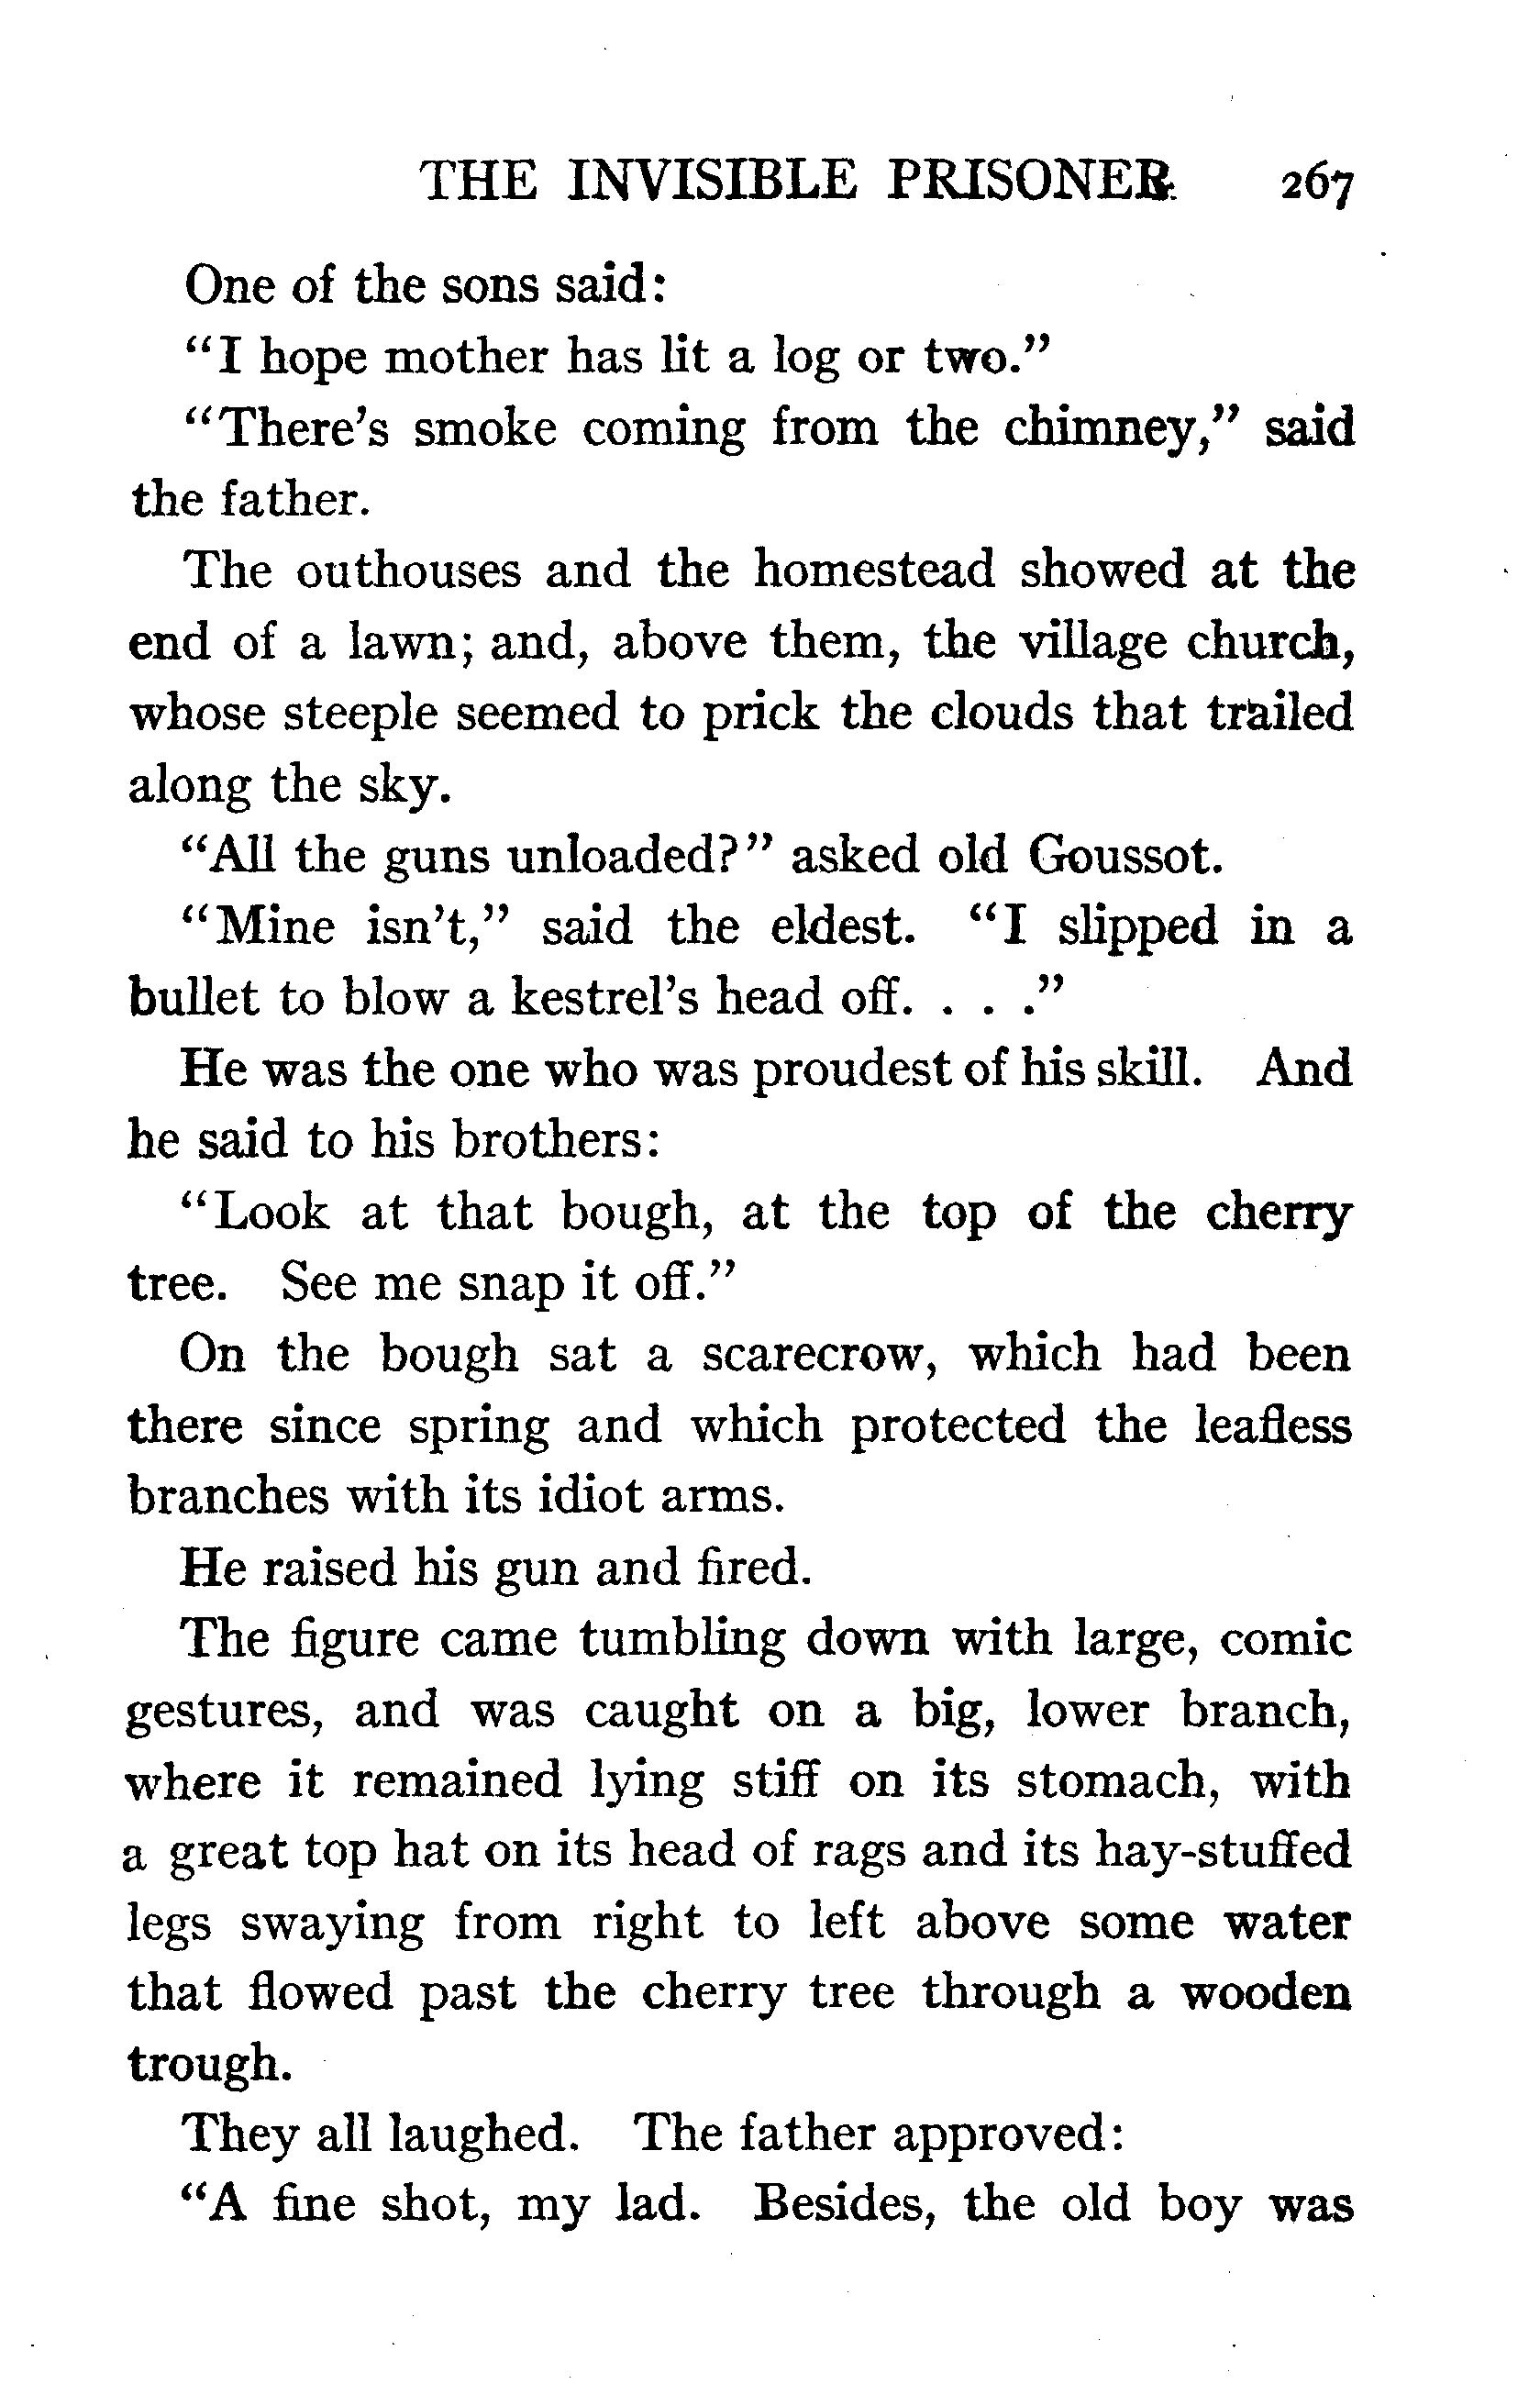 THE INVISIBLE PRISONER 267
One of the sons said:
“I hope mother has lit a log or two.”
“There’s smoke coming from the chimney,” said
the father.
The outhouses and the homestead showed at the
end of a lawn; and, above them, the village church,
whose steeple seemed to prick the clouds that trailed
along the sky.
“All the guns unloaded?” asked old Goussot.
“Mine isn’t,” said the eldest. “I slipped in a
bullet to blow a kestrel’s head off. . . .”
He was the one who was proudest of his skill. And
he said to his brothers:
“Look at that bough, at the top of the cherry
tree. See me snap it off.”
On the bough sat a scarecrow, which had been
there since spring and which protected the leafless
branches with its idiot arms.
He raised his gun and fired.
The figure came tumbling down with large, comic
gestures, and was caught on a big, lower branch,
where it remained lying stiff on its stomach, with
a great top hat on its head of rags and its hay-stuffed
legs swaying from right to left above some water
that flowed past the cherry tree through a wooden
trough.
They all laughed. The father approved:
“A fine shot, my lad. Besides, the old boy was